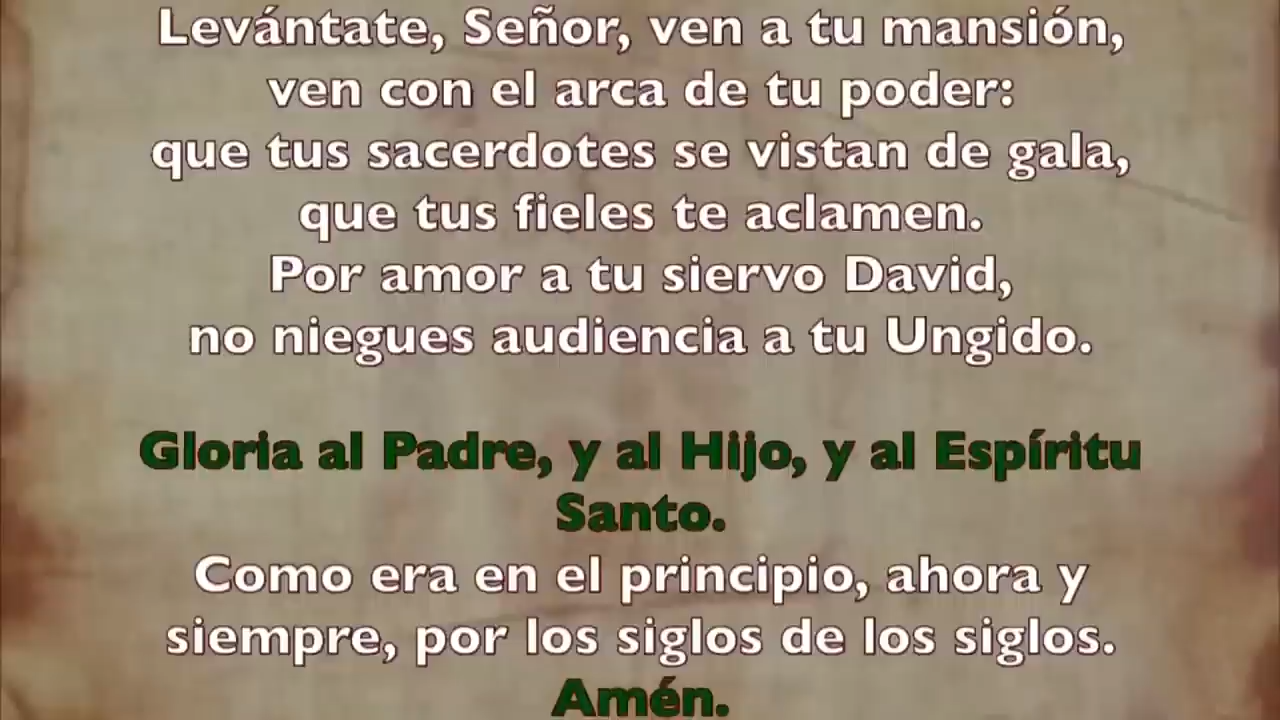 Levántate, Señor, ven a tu mansión,
ven con el arca de tu poder:
que tus sacerdotes se vistan de gala,
que tus fieles te aclamen.
Por amor a tu siervo David,
no niegues audiencia a tu Ungido.
Gloria al Padre, y al Hijo, y al Espíritu
Santo.
Como era en el principio, ahora y
siempre, por los siglos de los siglos.
Amén.